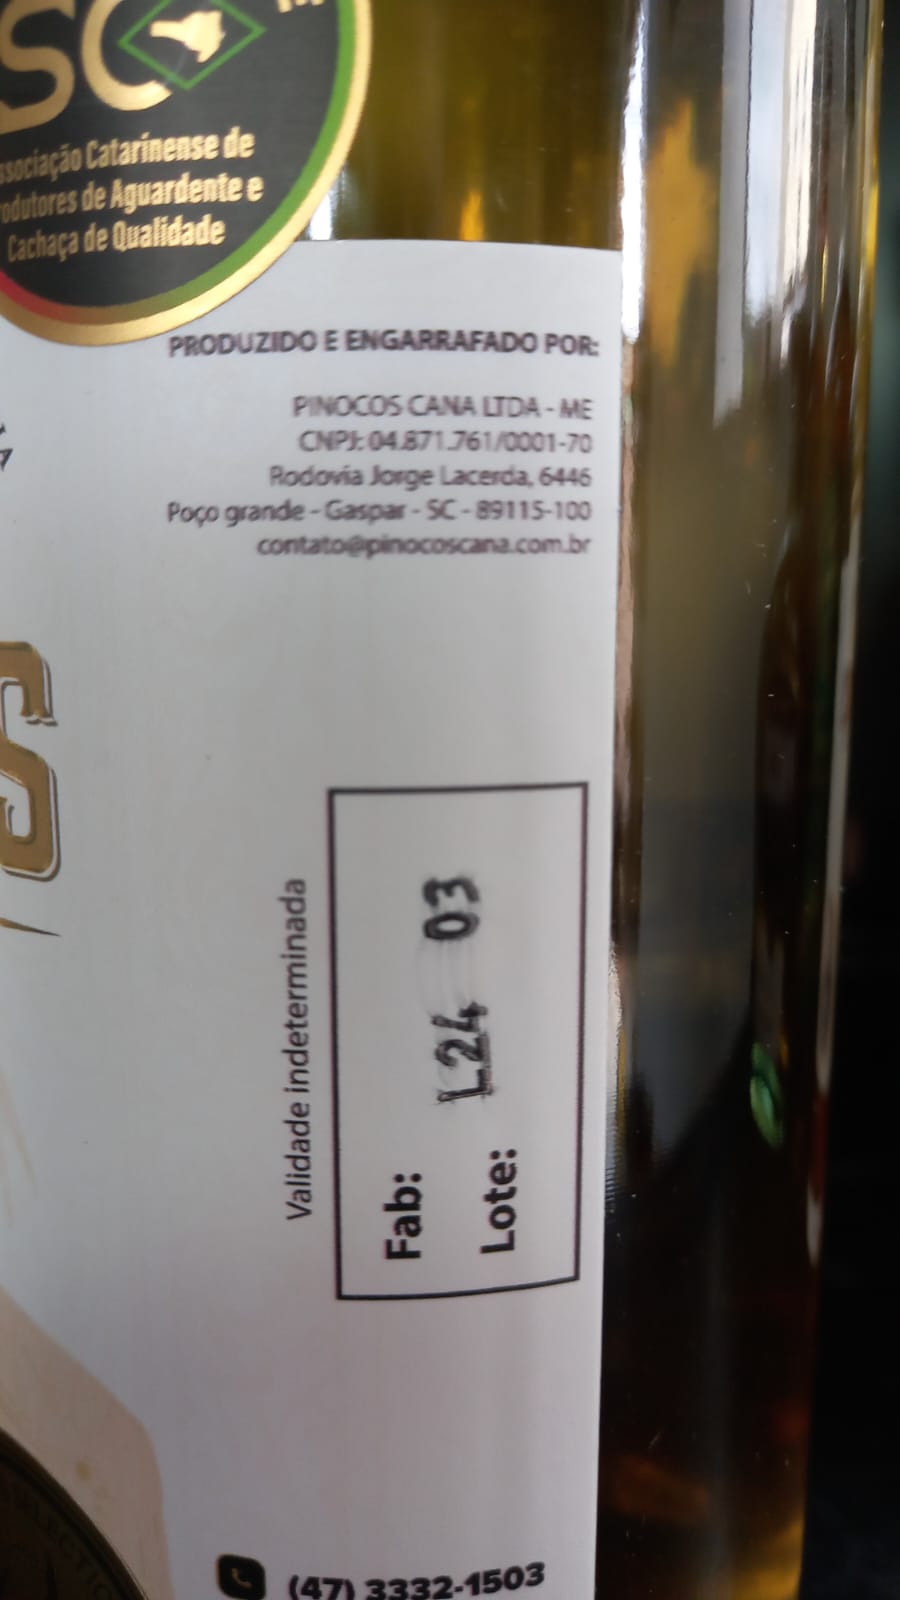 SC
Catarinense de
de Aguardente e
Cachaça de Qualidade
PRODUZIDO E ENGARRAFADO POR:
PINOCOS CANA LTDA - ME
CNPJ: 04.871.761/0001-70
Rodovia Jorge Lacerda, 6446
Poço grande - Gaspar - SC - 89115-100
contato@pinocoscana.com.br
Validade indeterminada
Fab:
L24 03
Lote:
(47) 3332-1503